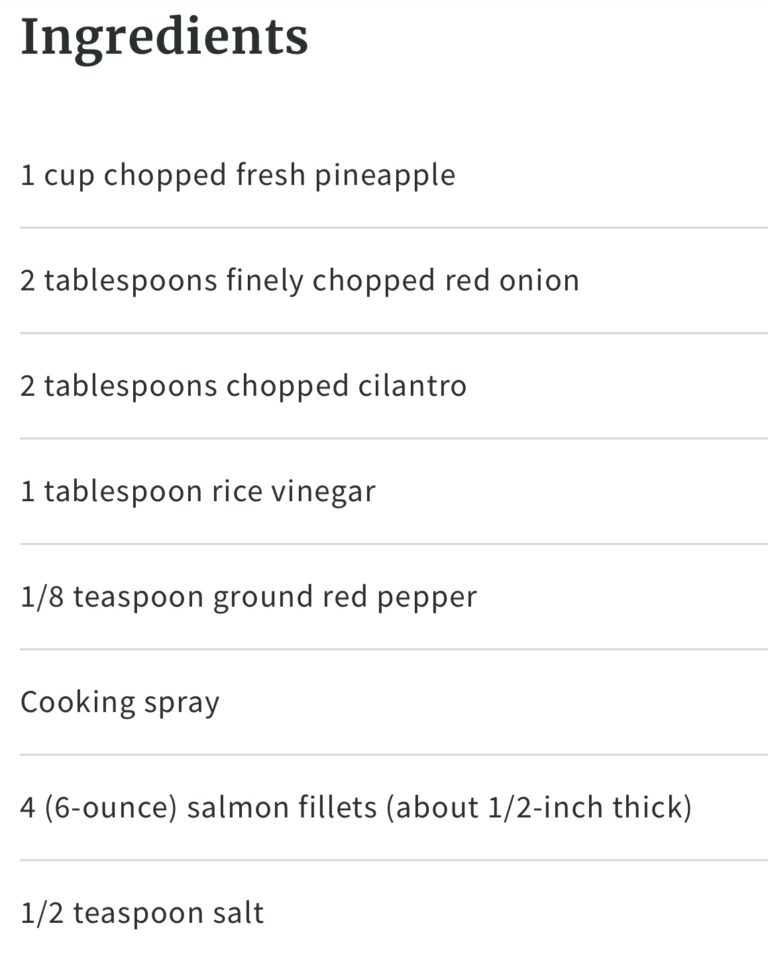 Ingredients
1 cup chopped fresh pineapple
2 tablespoons finely chopped red onion
2 tablespoons chopped cilantro
1 tablespoon rice vinegar
1/8 teaspoon ground red pepper
Cooking spray
4 (6-ounce) salmon fillets (about 1/2-inch thick)
1/2 teaspoon salt